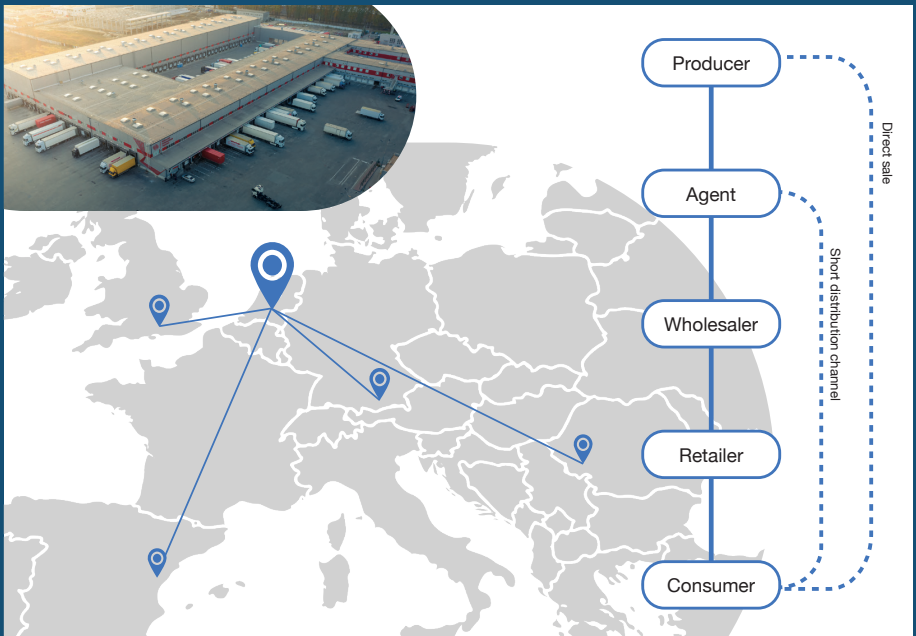 Producer
Direct sale
Agent
Short distribution channel
Wholesaler
Retailer
Consumer